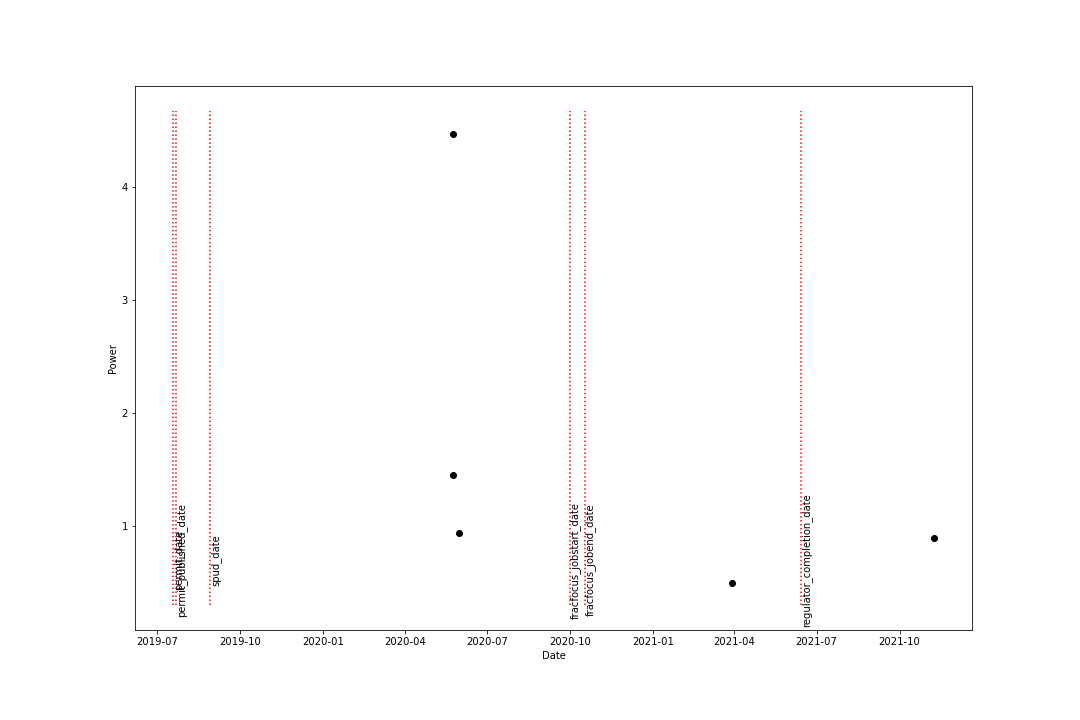 Power
4
3
2
1
permit_date
permit_published_date
spud_date
fracfocus_jobstart_date
fracfocus_jobend_date
regulator_completion_date
2019-07 2019-10 2020-01 2020-04 2020-07 2020-10 2021-01 2021-04 2021-07 2021-10
Date